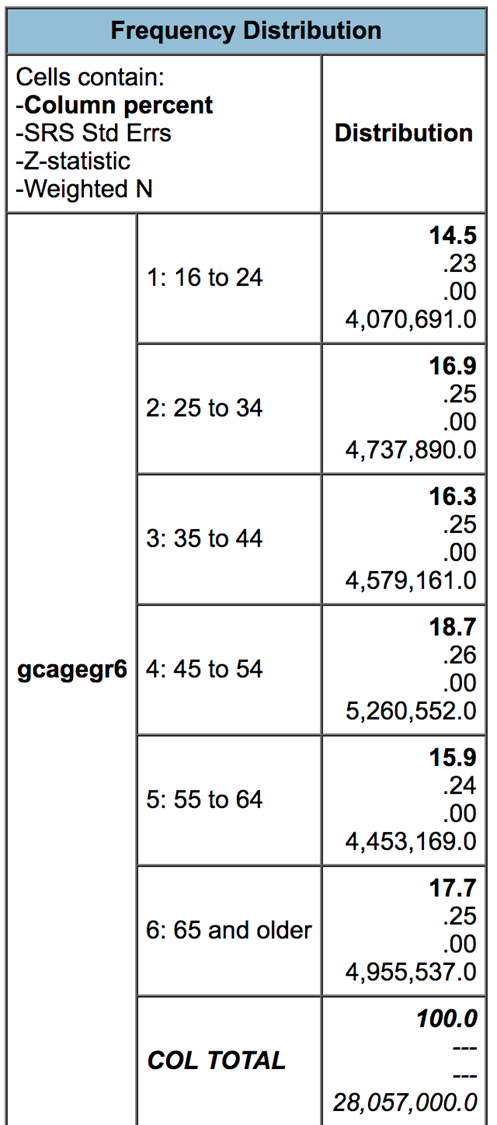 Frequency Distribution
Cells contain:
-Column percent
-SRS Std Errs
-Z-statistic
-Weighted N
Distribution
gcagegr6
1: 16 to 24
14.5
.23
.00
4,070,691.0
2: 25 to 34
16.9
.25
.00
4,737,890.0
3: 35 to 44
16.3
.25
.00
4,579,161.0
4: 45 to 54
18.7
.26
.00
5,260,552.0
5: 55 to 64
15.9
.24
.00
4,453,169.0
6: 65 and older
17.7
.25
.00
4,955,537.0
COL TOTAL
100.0
---
---
28,057,000.0